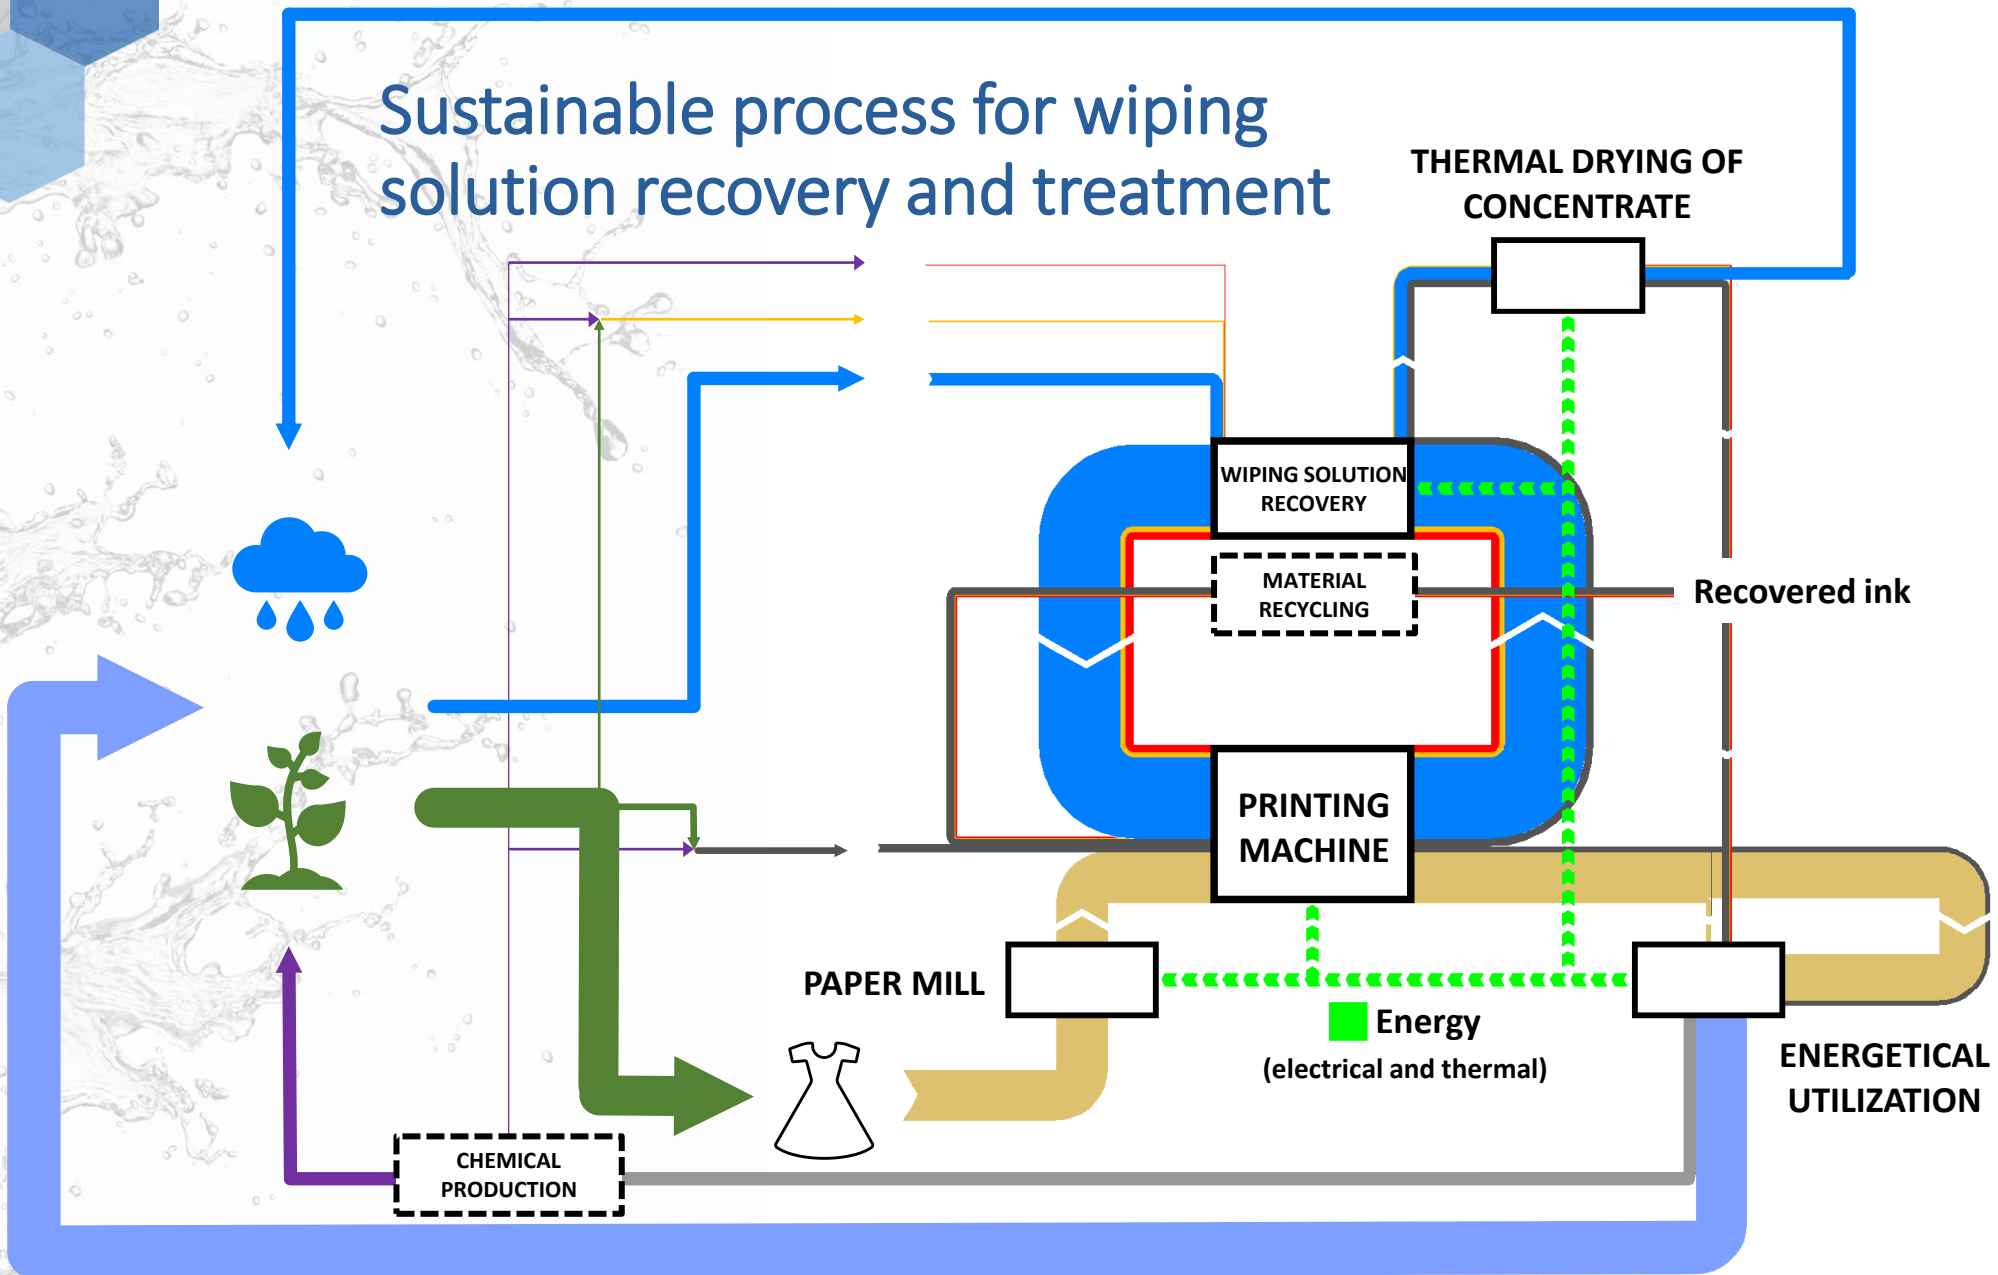 Sustainable process for wiping
solution recovery and treatment
THERMAL DRYING OF
CONCENTRATE
WIPING SOLUTION
RECOVERY
MATERIAL
RECYCLING
Recovered ink
PRINTING
MACHINE
PAPER MILL
Energy
(electrical and thermal)
ENERGETICAL
UTILIZATION
CHEMICAL
PRODUCTION